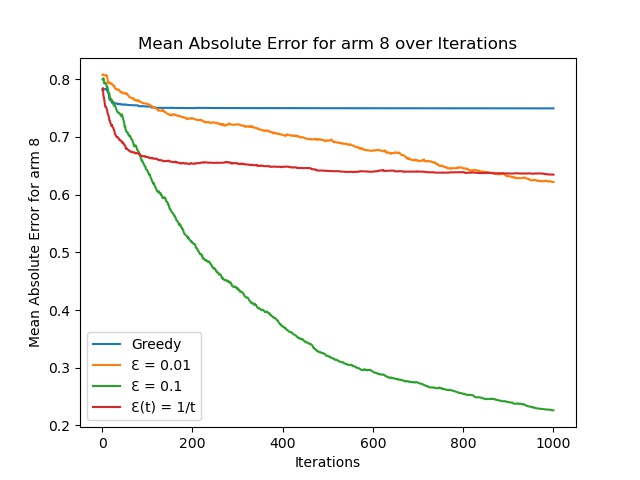 Mean Absolute Error for arm 8 over Iterations
Mean Absolute Error for arm 8
0.8
0.7
0.6
0.5
0.4
0.3
0.2
Greedy
Ɛ = 0.01
Ɛ = 0.1
Ɛ(t) = 1/t
0 200 400 600 800 1000
Iterations